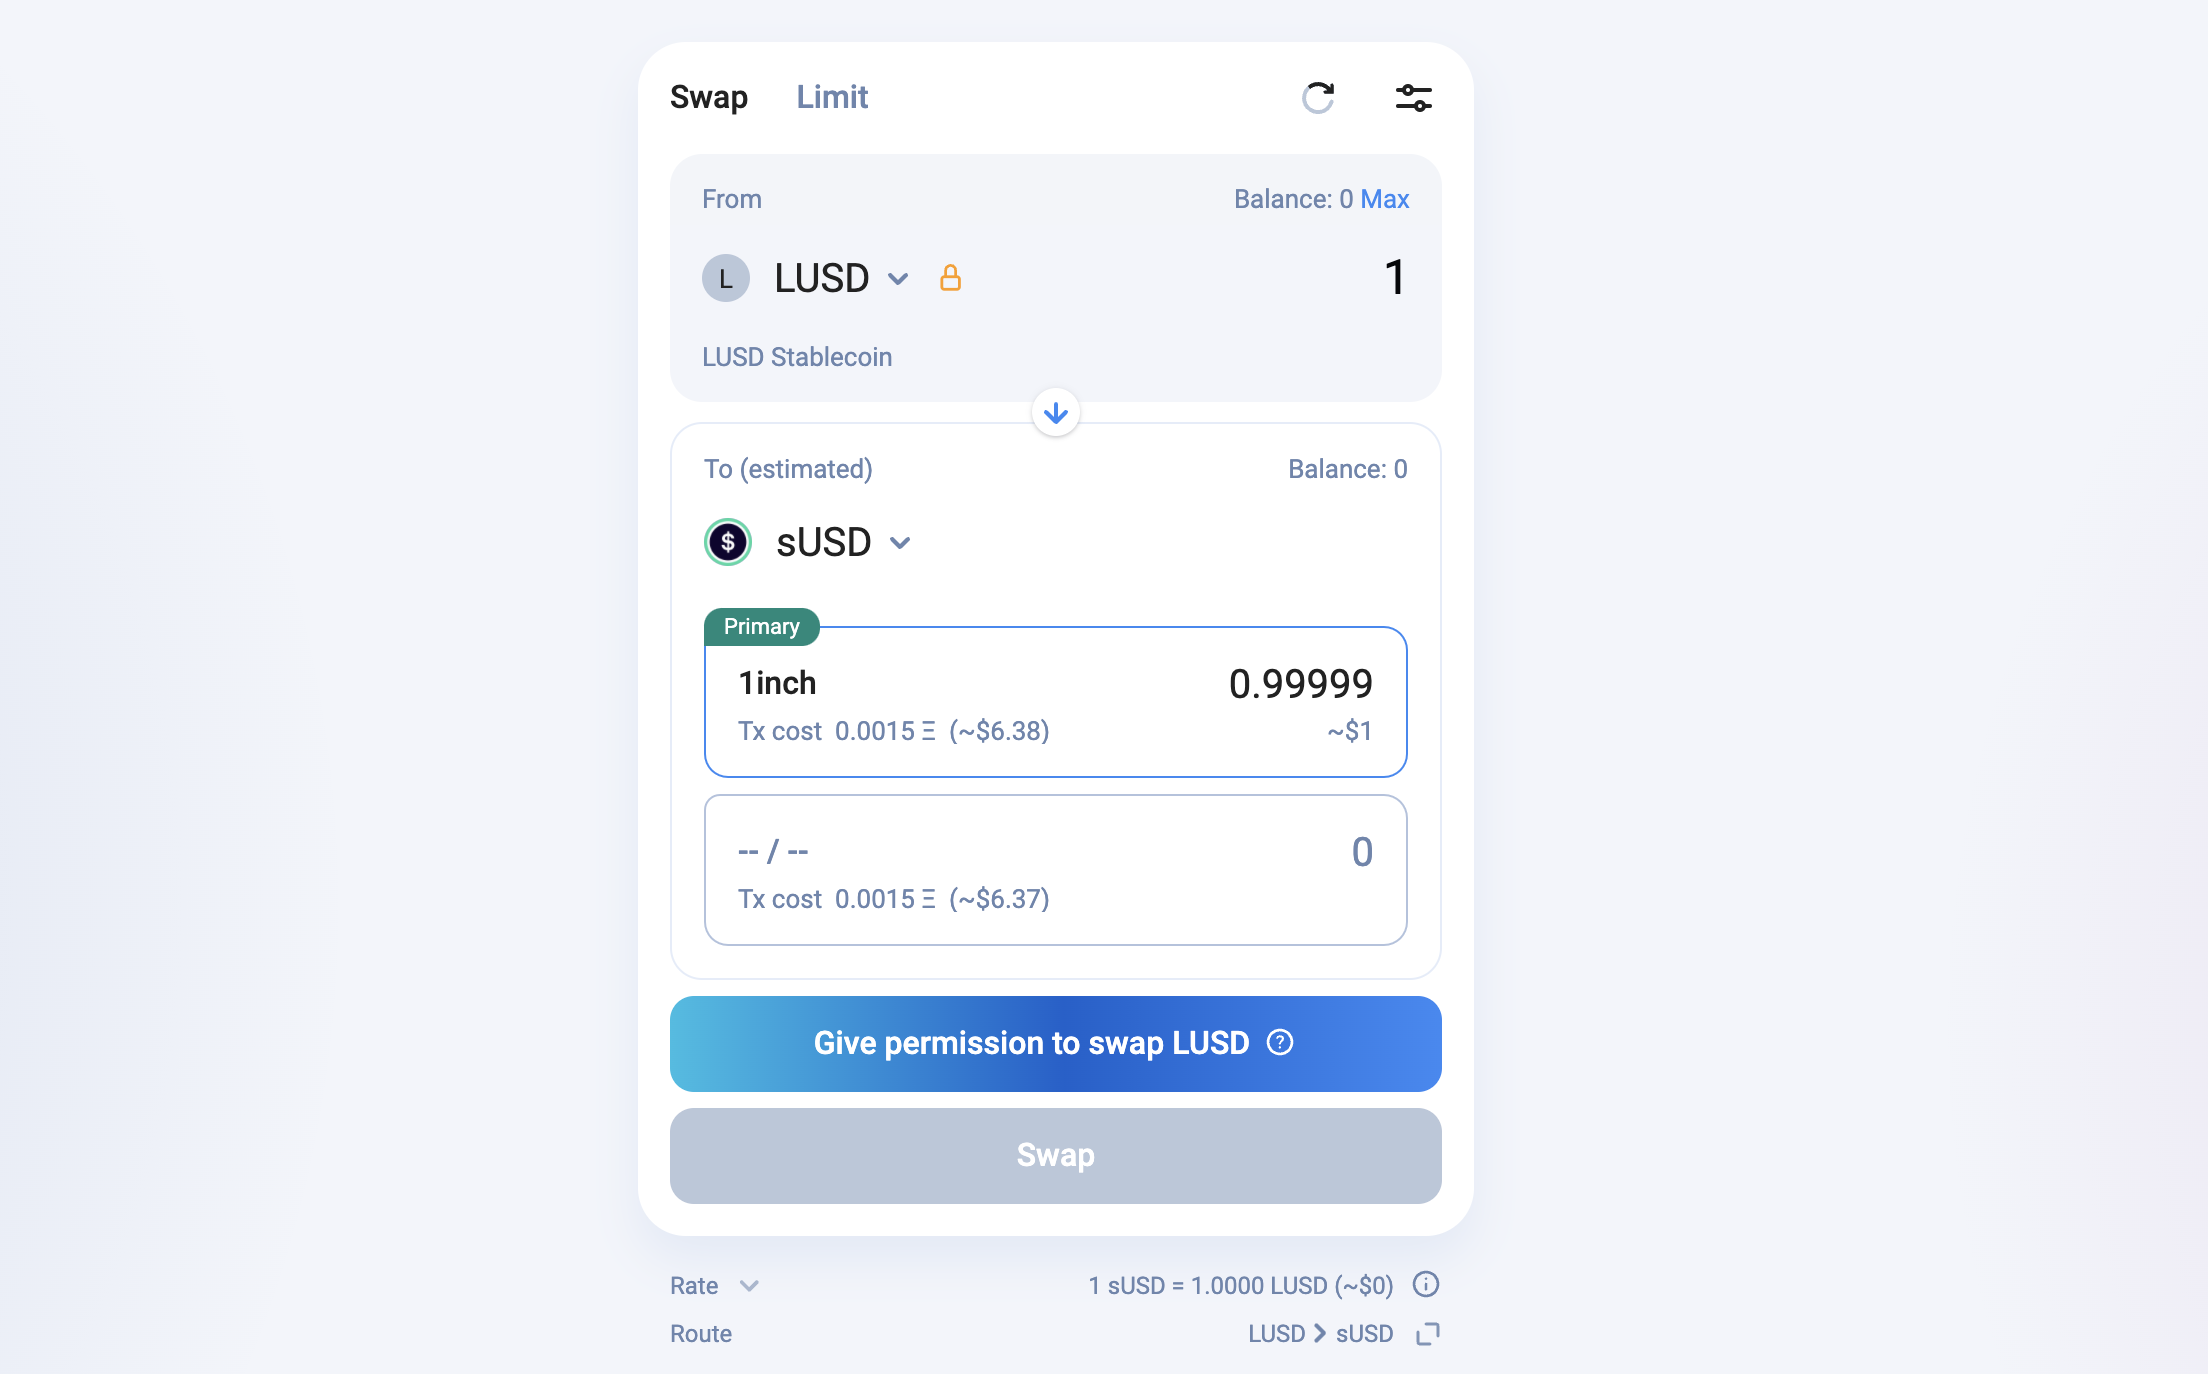 Swap Limit
From Balance: 0 Max
L LUSD 1
LUSD Stablecoin
To (estimated) Balance: 0
$ sUSD
Primary
1inch 0.99999
Tx cost 0.0015 Ξ (~$6.38) ~$1
-- / -- 0
Tx cost 0.0015 Ξ (~$6.37)
Give permission to swap LUSD ?
Swap
Rate 1 sUSD = 1.0000 LUSD (~$0) i
Route LUSD > sUSD